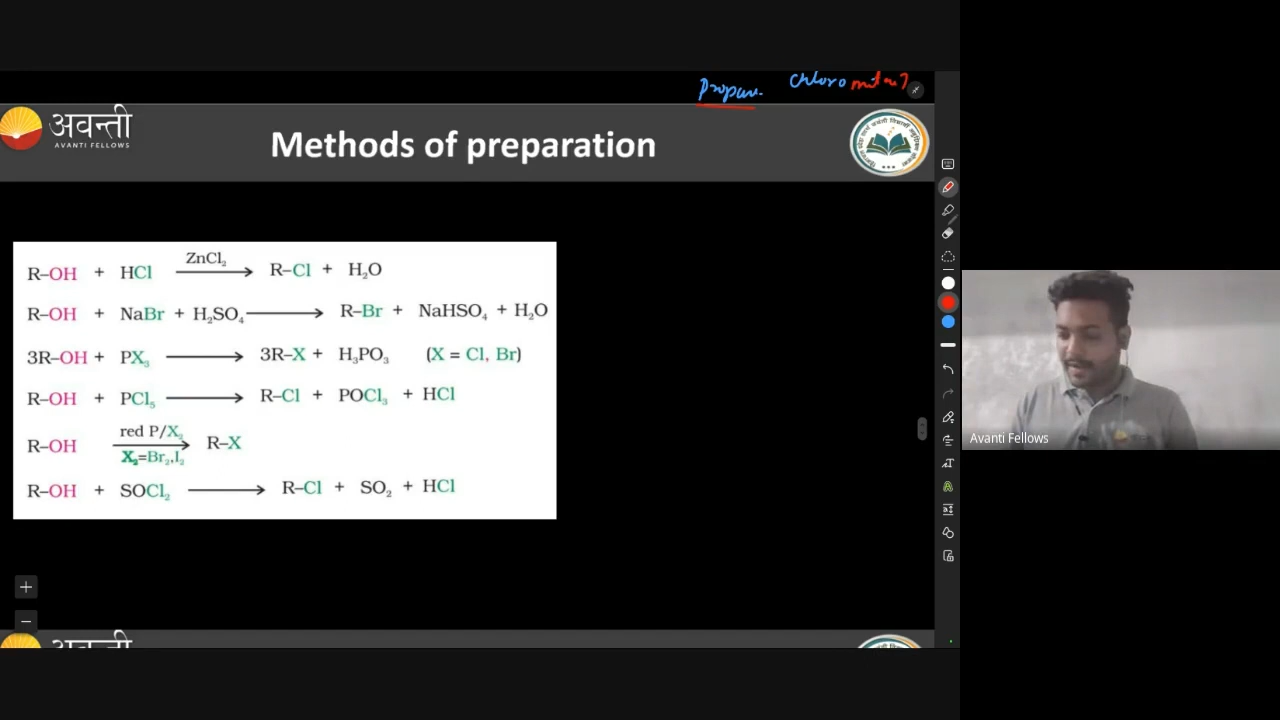 Propan. chloro
अवन्ती
AVANTI FELLOWS
Methods of preparation
R–OH + HCl ZnCl₂ ⟶ R–Cl + H₂O
R–OH + NaBr + H₂SO₄ ⟶ R–Br + NaHSO₄ + H₂O
3R–OH + PX₃ ⟶ 3R–X + H₃PO₃ (X = Cl, Br)
R–OH + PCl₅ ⟶ R–Cl + POCl₃ + HCl
R–OH red P/X₂ ⟶ X₂=Br₂,I₂ R–X
R–OH + SOCl₂ ⟶ R–Cl + SO₂ + HCl
Avanti Fellows